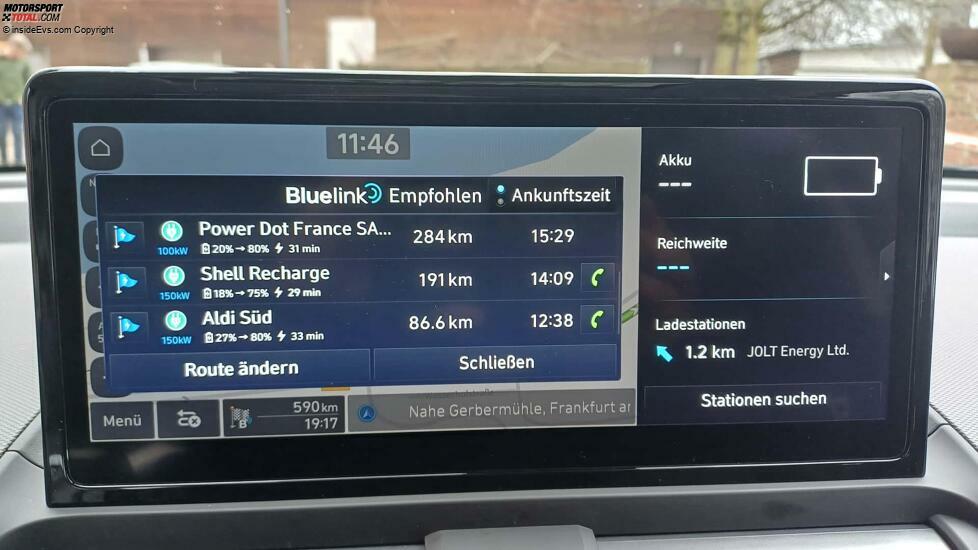 MOTORSPORT
TOTAL.COM
© insideEvs.com Copyright
11:46
Bluelink Empfohlen Ankunftszeit
Power Dot France SA... 284 km 15:29
100kW 20% → 80% 31 min
Shell Recharge 191 km 14:09
150kW 18% → 75% 29 min
Aldi Süd 86.6 km 12:38
150kW 27% → 80% 33 min
Route ändern Schließen
Menü B 590 km
19:17
Nahe Gerbermühle, Frankfurt ar
Akku
---
Reichweite
---
Ladestationen
1.2 km JOLT Energy Ltd.
Stationen suchen